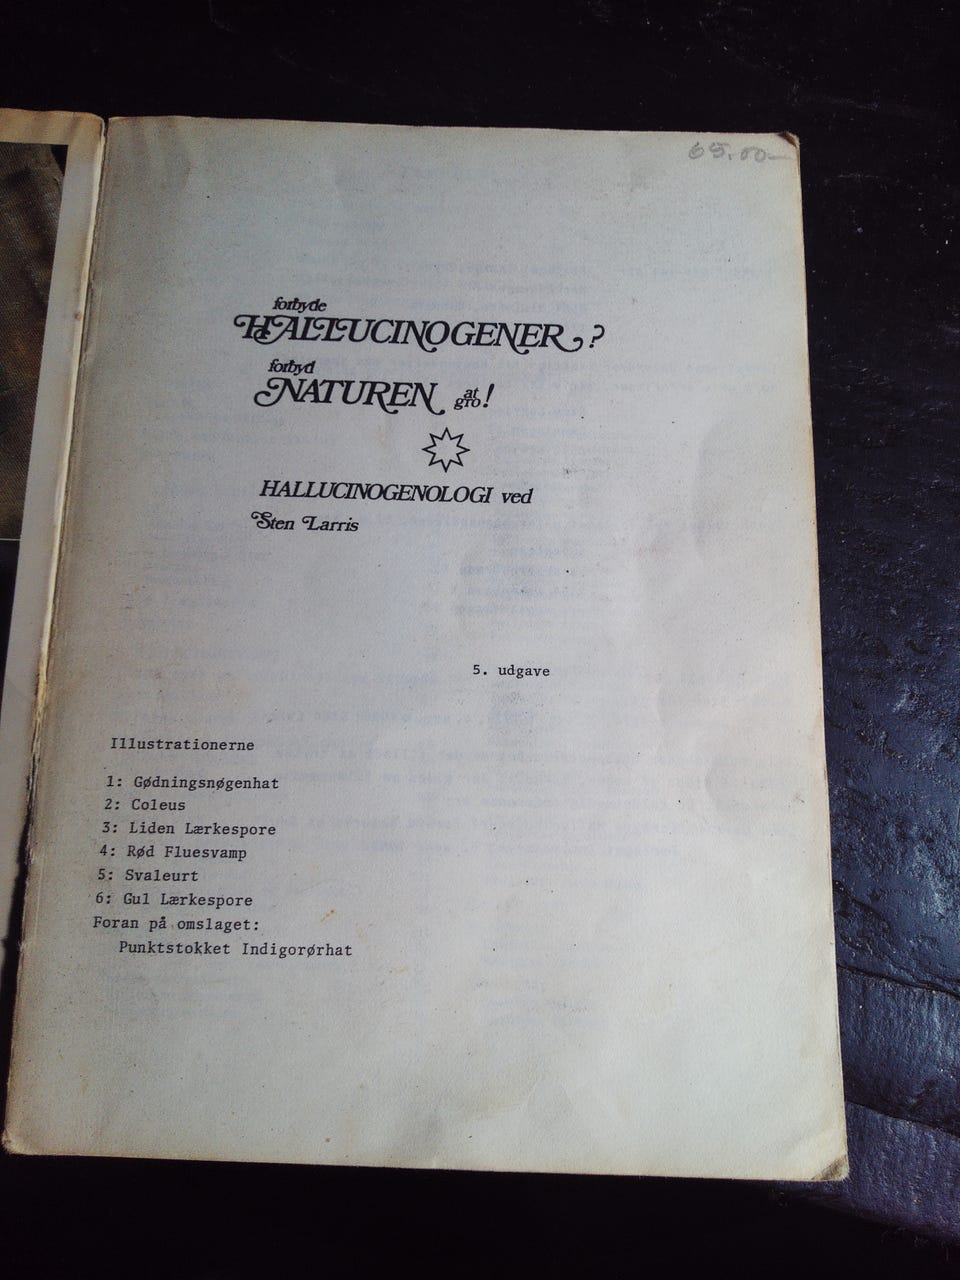 65.00-
forbyde
HALLUCINOGENER?
forbyd
NATUREN at gro!
HALLUCINOGENOLOGI ved
Sten Larris
5. udgave
Illustrationerne
1: Gødningsnøgenhat
2: Coleus
3: Liden Lærkespore
4: Rød Fluesvamp
5: Svaleurt
6: Gul Lærkespore
Foran på omslaget:
Punktstokket Indigorørhat